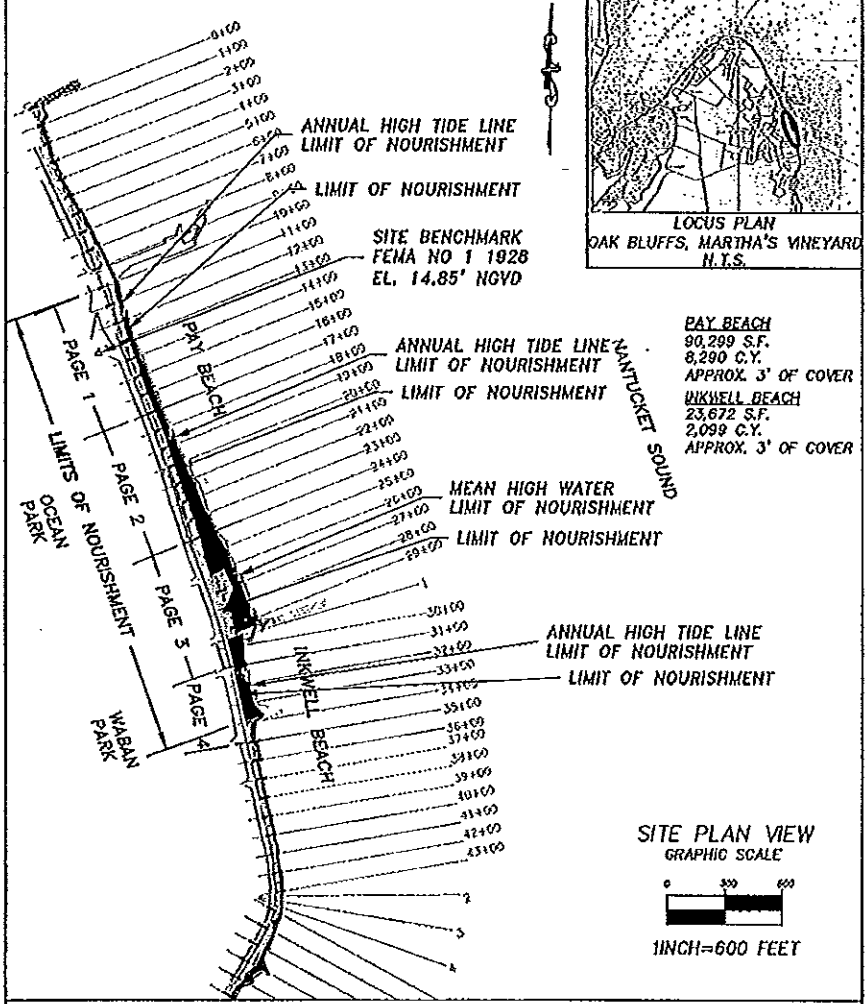 0+00
1+00
2+00
3+00
4+00
5+00
6+00
7+00
8+00
10+00
11+00
12+00
13+00
14+00
15+00
16+00
17+00
18+00
19+00
20+00
21+00
22+00
23+00
24+00
25+00
26+00
27+00
28+00
29+00
1
30+00
31+00
32+00
33+00
34+00
35+00
36+00
37+00
38+00
39+00
40+00
41+00
42+00
43+00
2
3
4
ANNUAL HIGH TIDE LINE
LIMIT OF NOURISHMENT
LIMIT OF NOURISHMENT
SITE BENCHMARK
FEMA NO 1 1928
EL. 14.85' NGVD
ANNUAL HIGH TIDE LINE
LIMIT OF NOURISHMENT
LIMIT OF NOURISHMENT
MEAN HIGH WATER
LIMIT OF NOURISHMENT
LIMIT OF NOURISHMENT
ANNUAL HIGH TIDE LINE
LIMIT OF NOURISHMENT
LIMIT OF NOURISHMENT
PAY BEACH
INKWELL BEACH
NANTUCKET SOUND
PAGE 1
PAGE 2
PAGE 3
PAGE 4
LIMITS OF NOURISHMENT
OCEAN
PARK
WABAN
PARK
LOCUS PLAN
OAK BLUFFS, MARTHA'S VINEYARD
N.T.S.
PAY BEACH
90,299 S.F.
8,290 C.Y.
APPROX. 3' OF COVER
INKWELL BEACH
23,672 S.F.
2,099 C.Y.
APPROX. 3' OF COVER
SITE PLAN VIEW
GRAPHIC SCALE
0 300 600
1INCH=600 FEET